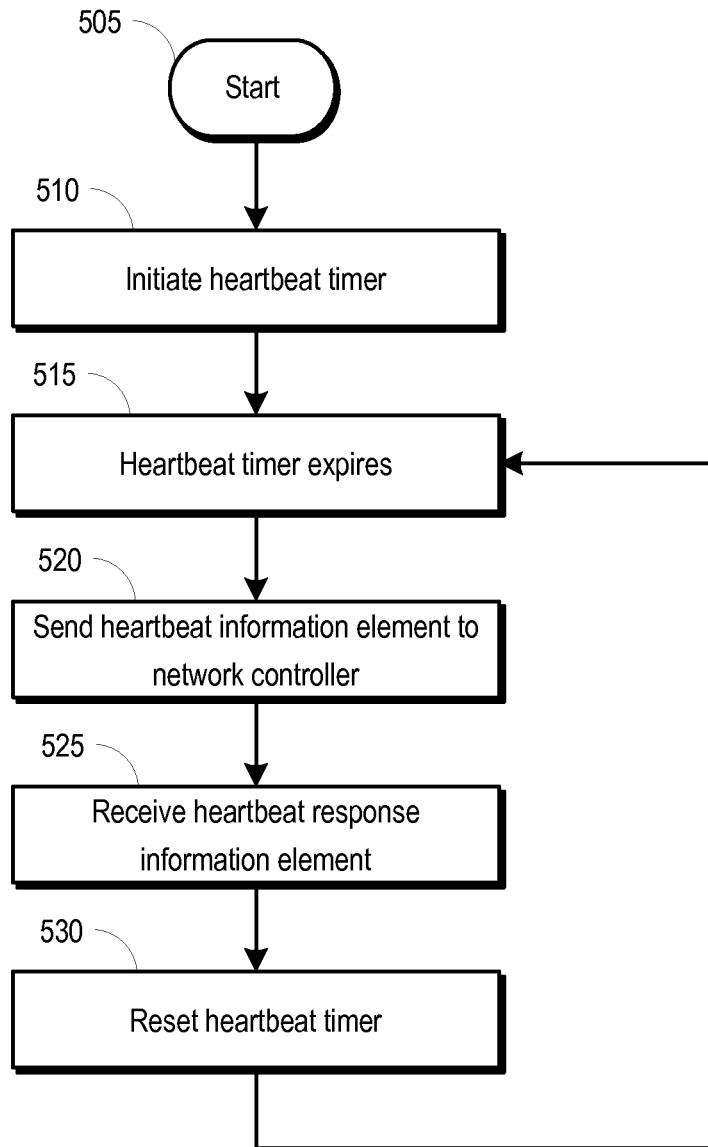 505
Start
510
Initiate heartbeat timer
515
Heartbeat timer expires
520
Send heartbeat information element to
network controller
525
Receive heartbeat response
information element
530
Reset heartbeat timer